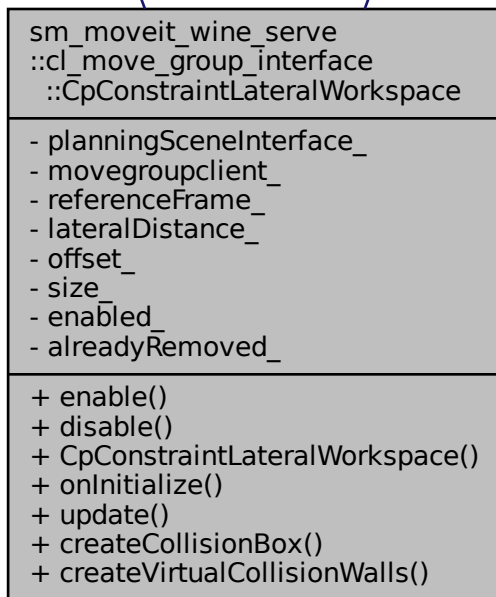 sm_moveit_wine_serve
::cl_move_group_interface
::CpConstraintLateralWorkspace
- planningSceneInterface_
- movegroupclient_
- referenceFrame_
- lateralDistance_
- offset_
- size_
- enabled_
- alreadyRemoved_
+ enable()
+ disable()
+ CpConstraintLateralWorkspace()
+ onInitialize()
+ update()
+ createCollisionBox()
+ createVirtualCollisionWalls()